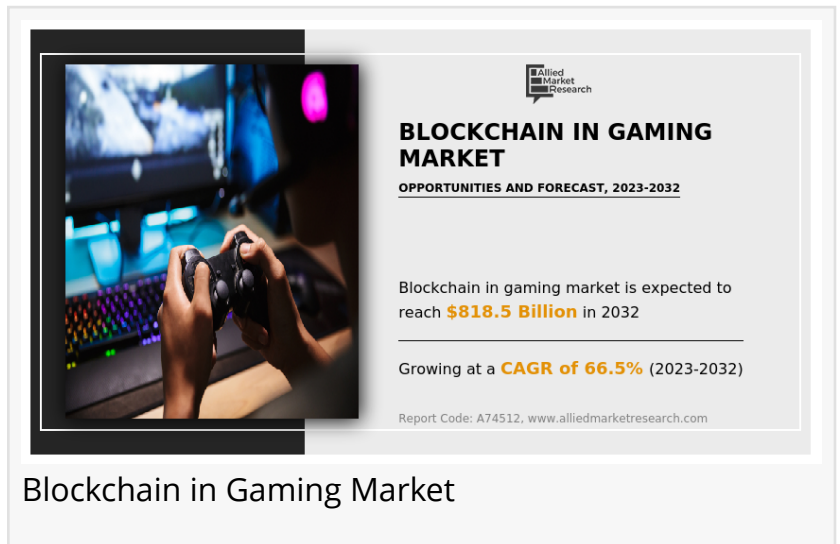 Allied
Market
Research
BLOCKCHAIN IN GAMING
MARKET
OPPORTUNITIES AND FORECAST, 2023-2032
Blockchain in gaming market is expected to
reach $818.5 Billion in 2032
Growing at a CAGR of 66.5% (2023-2032)
Report Code: A74512, www.alliedmarketresearch.com
Blockchain in Gaming Market